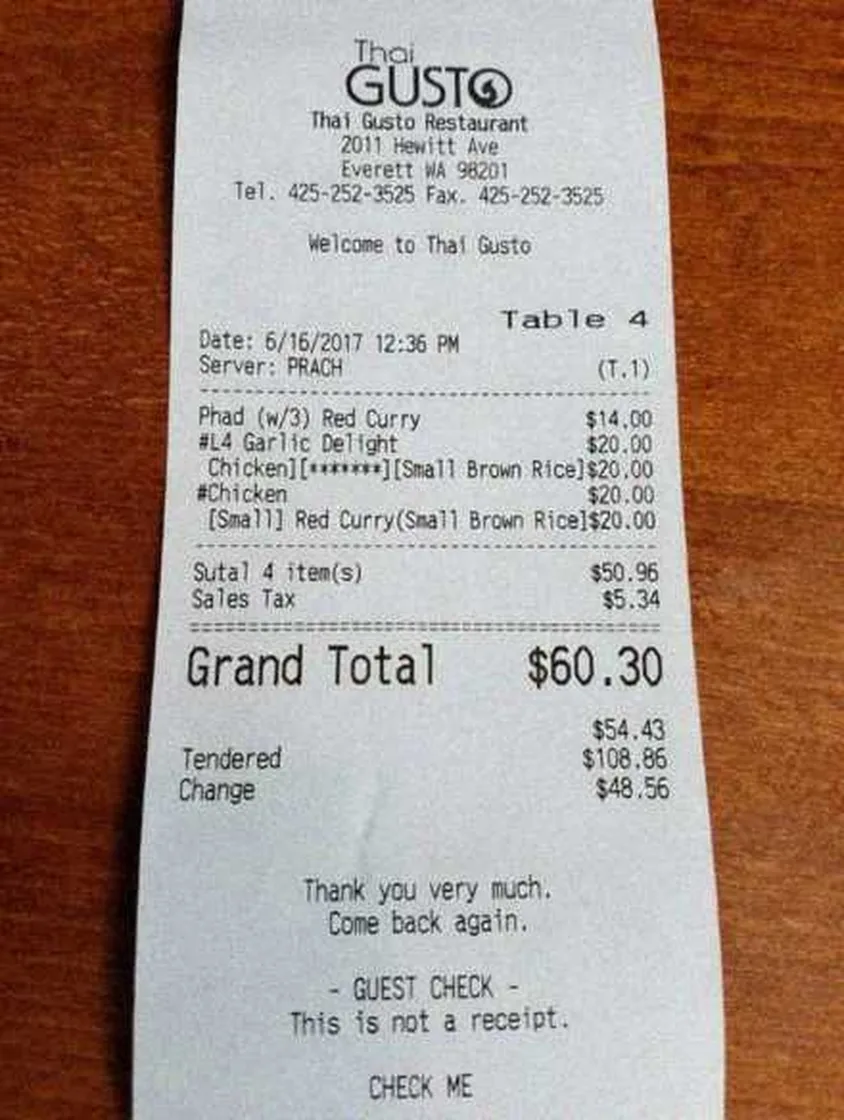 Thai
GUSTO
Thai Gusto Restaurant
2011 Hewitt Ave
Everett WA 98201
Tel. 425-252-3525 Fax. 425-252-3525
Welcome to Thai Gusto
Table 4
Date: 6/16/2017 12:36 PM
Server: PRACH (T.1)
Phad (w/3) Red Curry $14.00
#L4 Garlic Delight $20.00
Chicken][*******][Small Brown Rice]$20.00
#Chicken $20.00
[Small] Red Curry(Small Brown Rice]$20.00
Sutal 4 item(s) $50.96
Sales Tax $5.34
Grand Total $60.30
$54.43
Tendered $108.86
Change $48.56
Thank you very much.
Come back again.
- GUEST CHECK -
This is not a receipt.
CHECK ME